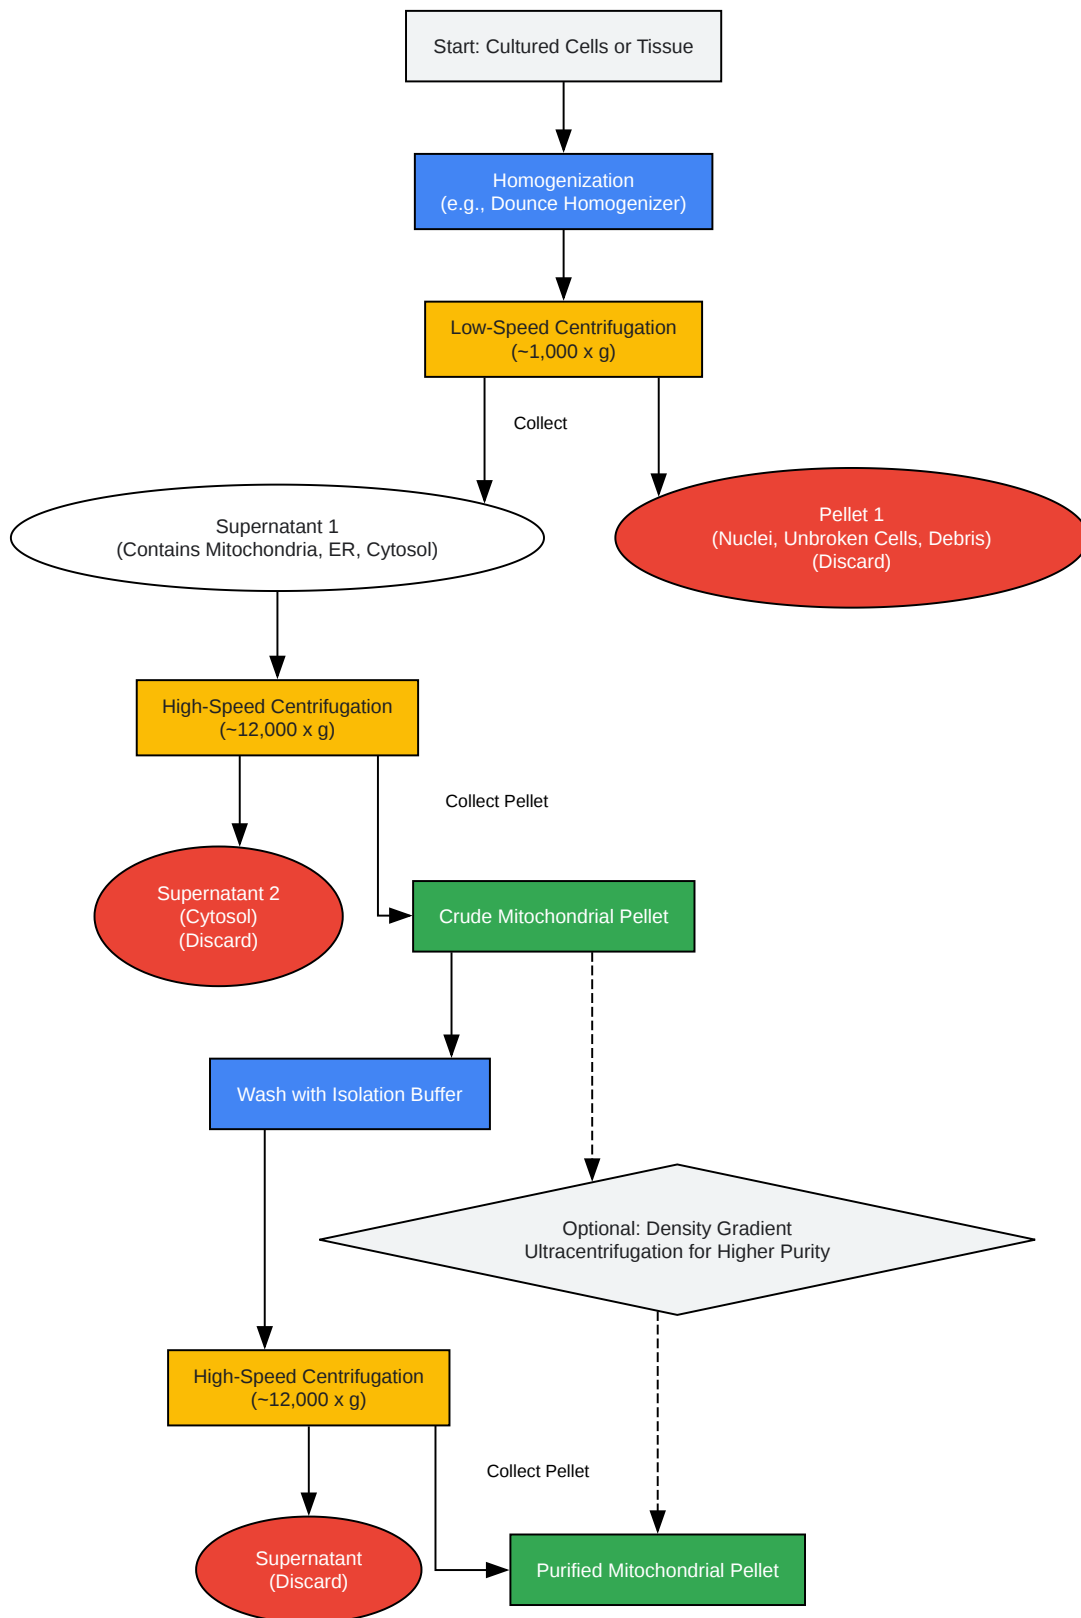 Start: Cultured Cells or Tissue
Homogenization
(e.g., Dounce Homogenizer)
Low-Speed Centrifugation
(~1,000 x g)
Collect
Supernatant 1
(Contains Mitochondria, ER, Cytosol)
Pellet 1
(Nuclei, Unbroken Cells, Debris)
(Discard)
High-Speed Centrifugation
(~12,000 x g)
Collect Pellet
Supernatant 2
(Cytosol)
(Discard)
Crude Mitochondrial Pellet
Wash with Isolation Buffer
Optional: Density Gradient
Ultracentrifugation for Higher Purity
High-Speed Centrifugation
(~12,000 x g)
Collect Pellet
Supernatant
(Discard)
Purified Mitochondrial Pellet